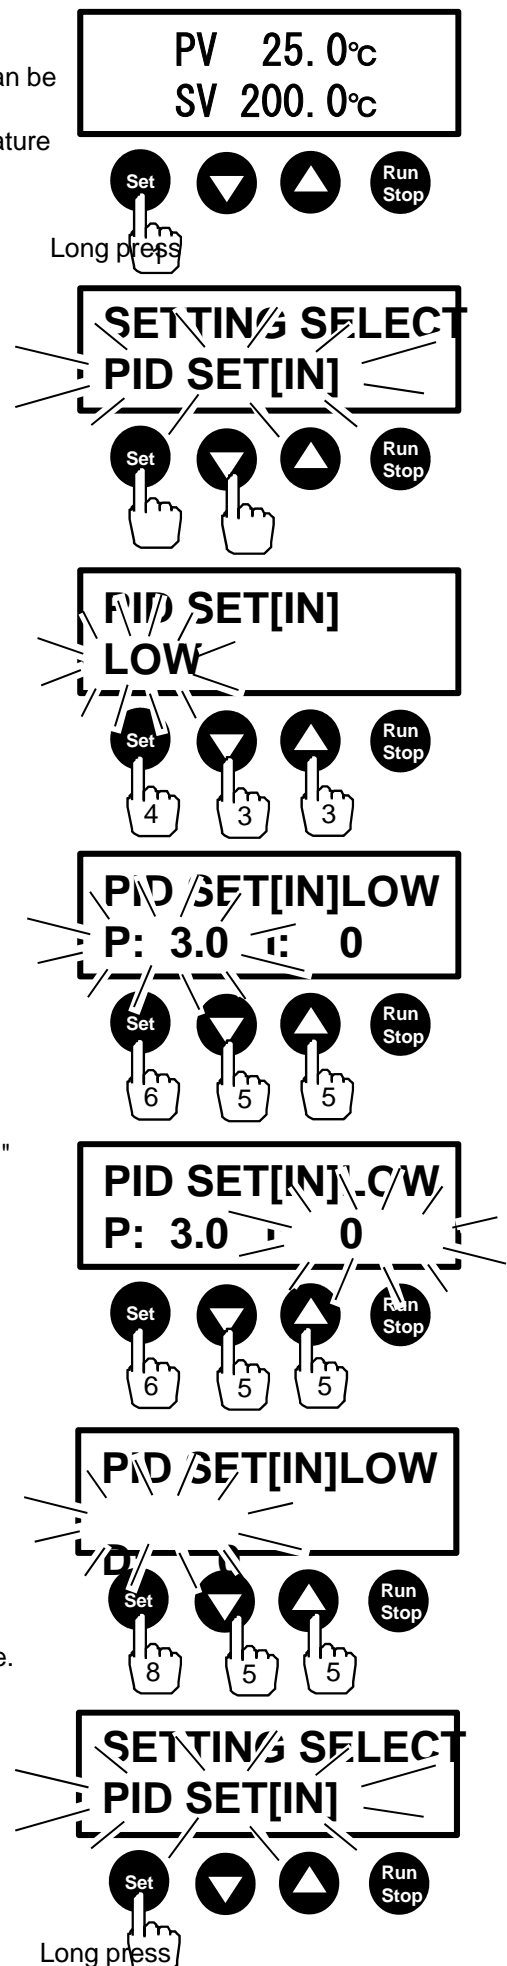 PV 25.0℃
an be
SV 200.0℃
ature
Set
Run
Stop
Long press
1
SETTING SELECT
PID SET[IN]
Set
Run
Stop
PID SET[IN]
LOW
Set
Run
Stop
4 3 3
PID SET[IN]LOW
P: 3.0 I: 0
Set
Run
Stop
6 5 5
"
PID SET[IN]LOW
P: 3.0 : 0
Set
Run
Stop
6 5 5
PID SET[IN]LOW
D
Set
Run
Stop
e.
8 5 5
SETTING SELECT
PID SET[IN]
Set
Run
Stop
Long press